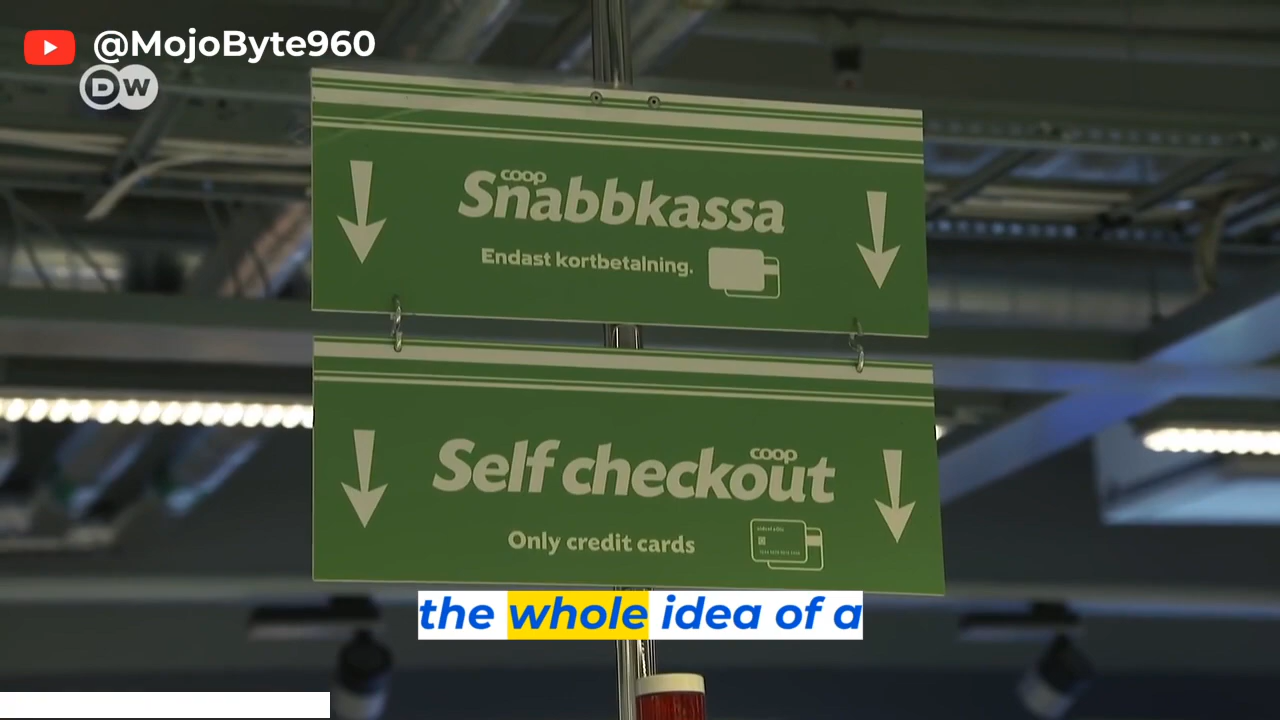 @MojoByte960
DW
coop
Snabbkassa
Endast kortbetalning.
coop
Self checkout
Only credit cards
the whole idea of a